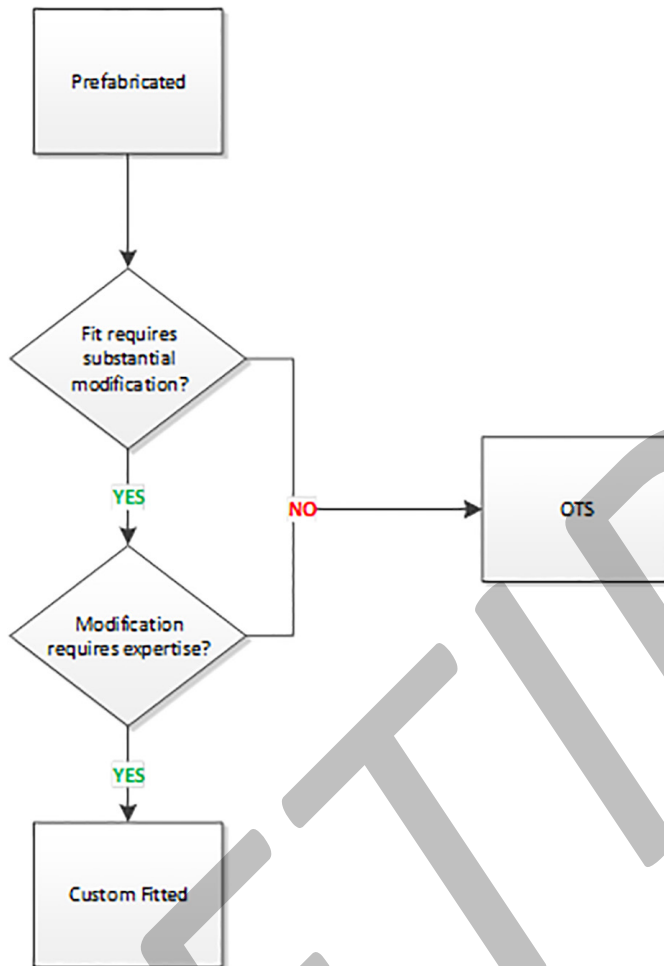 Prefabricated
Fit requires
substantial
modification?
YES
NO
OTS
Modification
requires expertise?
YES
Custom Fitted